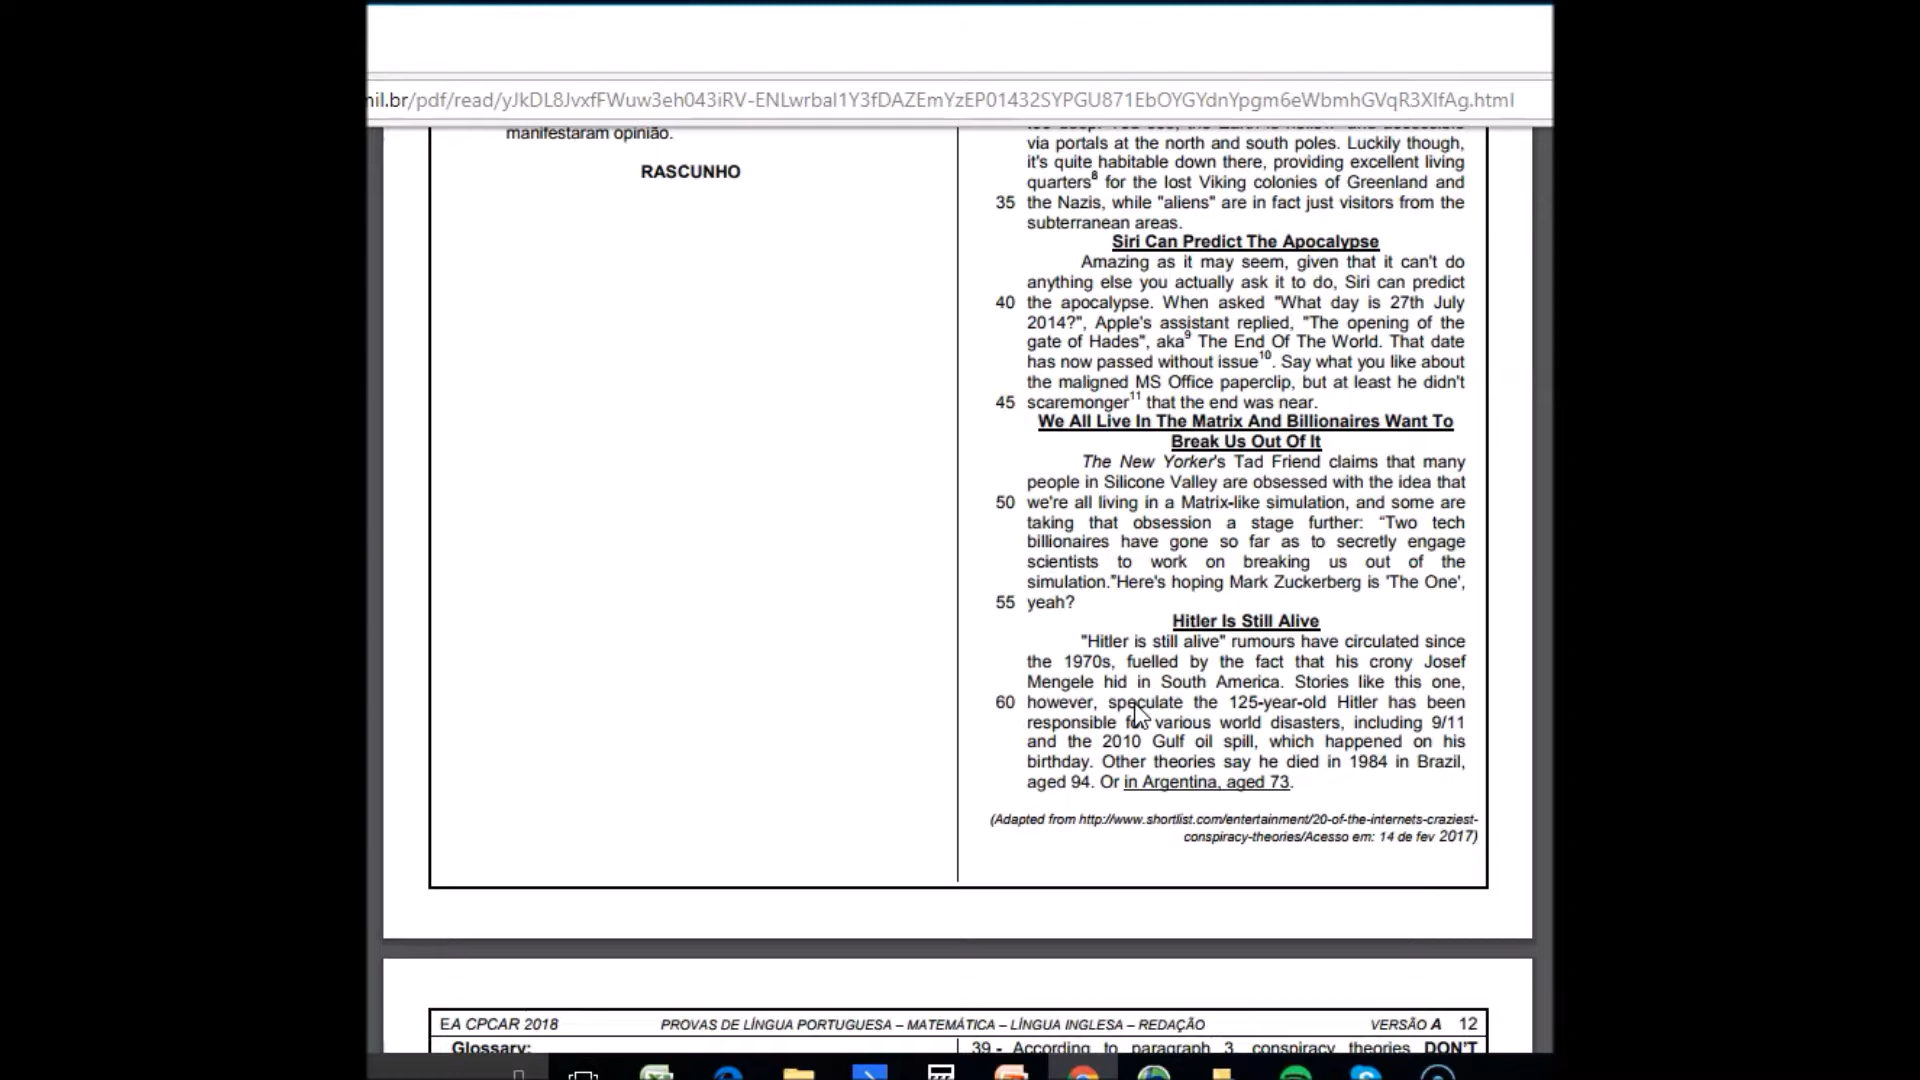 nil.br/pdf/read/yJkDL8JvxfFWuw3eh043iRV-ENLwrbal1Y3fDAZEmYzEP01432SYPGU871EbOYGYdnYpgm6eWbmhGVqR3XlfAg.html
manifestaram opinião.
RASCUNHO
via portals at the north and south poles. Luckily though,
it's quite habitable down there, providing excellent living
quarters8 for the lost Viking colonies of Greenland and
35 the Nazis, while "aliens" are in fact just visitors from the
subterranean areas.
Siri Can Predict The Apocalypse
Amazing as it may seem, given that it can't do
anything else you actually ask it to do, Siri can predict
40 the apocalypse. When asked "What day is 27th July
2014?", Apple's assistant replied, "The opening of the
gate of Hades", aka9 The End Of The World. That date
has now passed without issue10. Say what you like about
the maligned MS Office paperclip, but at least he didn't
45 scaremonger11 that the end was near.
We All Live In The Matrix And Billionaires Want To
Break Us Out Of It
The New Yorker's Tad Friend claims that many
people in Silicone Valley are obsessed with the idea that
50 we're all living in a Matrix-like simulation, and some are
taking that obsession a stage further: “Two tech
billionaires have gone so far as to secretly engage
scientists to work on breaking us out of the
simulation."Here's hoping Mark Zuckerberg is 'The One',
55 yeah?
Hitler Is Still Alive
"Hitler is still alive" rumours have circulated since
the 1970s, fuelled by the fact that his crony Josef
Mengele hid in South America. Stories like this one,
60 however, speculate the 125-year-old Hitler has been
responsible for various world disasters, including 9/11
and the 2010 Gulf oil spill, which happened on his
birthday. Other theories say he died in 1984 in Brazil,
aged 94. Or in Argentina, aged 73.
(Adapted from http://www.shortlist.com/entertainment/20-of-the-internets-craziest-
conspiracy-theories/Acesso em: 14 de fev 2017)
EA CPCAR 2018 PROVAS DE LÍNGUA PORTUGUESA – MATEMÁTICA – LÍNGUA INGLESA – REDAÇÃO VERSÃO A 12
Glossary:
39 - According to paragraph 3, conspiracy theories DON'T